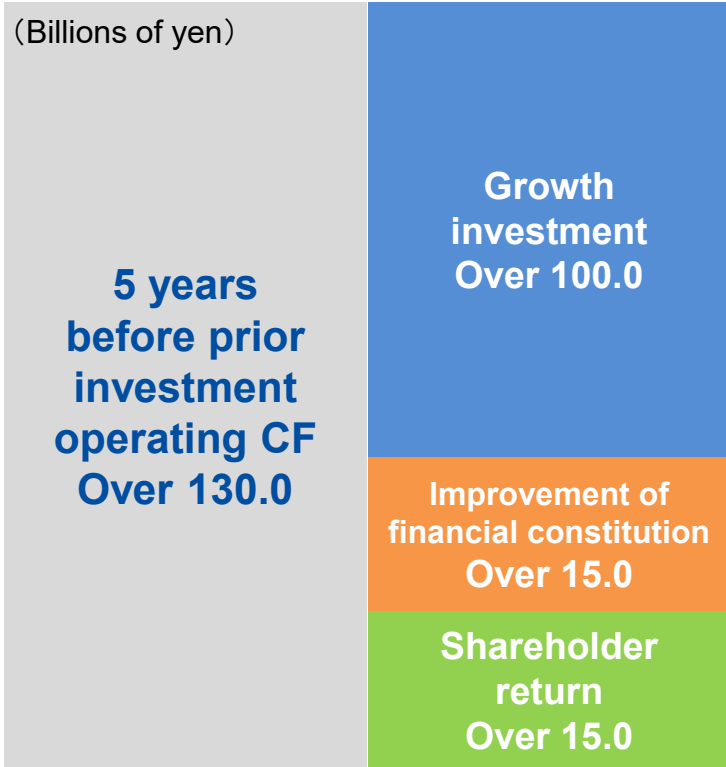 （Billions of yen）
5 years
before prior
investment
operating CF
Over 130.0
Growth
investment
Over 100.0
Improvement of
financial constitution
Over 15.0
Shareholder
return
Over 15.0